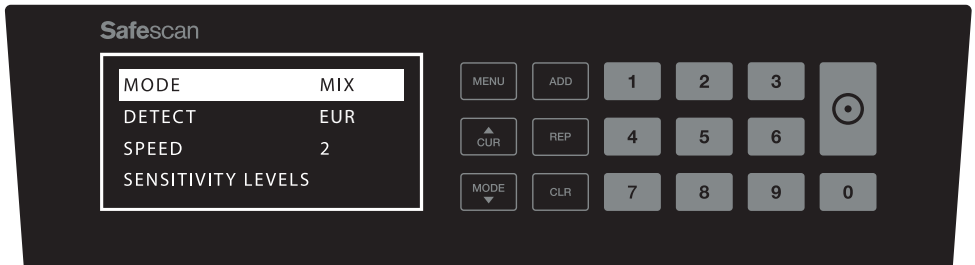 Safescan
MODE MIX
DETECT EUR
SPEED 2
SENSITIVITY LEVELS
MENU ADD 1 2 3
CUR REP 4 5 6
MODE CLR 7 8 9 0